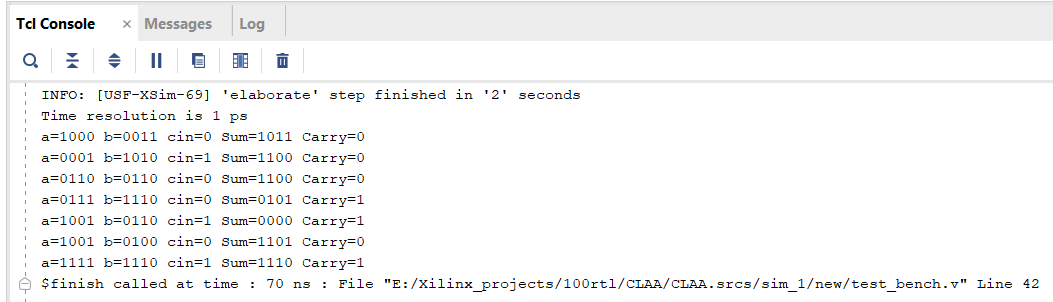 Tcl Console × Messages Log
INFO: [USF-XSim-69] 'elaborate' step finished in '2' seconds
Time resolution is 1 ps
a=1000 b=0011 cin=0 Sum=1011 Carry=0
a=0001 b=1010 cin=1 Sum=1100 Carry=0
a=0110 b=0110 cin=0 Sum=1100 Carry=0
a=0111 b=1110 cin=0 Sum=0101 Carry=1
a=1001 b=0110 cin=1 Sum=0000 Carry=1
a=1001 b=0100 cin=0 Sum=1101 Carry=0
a=1111 b=1110 cin=1 Sum=1110 Carry=1
$finish called at time : 70 ns : File "E:/Xilinx_projects/100rtl/CLAA/CLAA.srcs/sim_1/new/test_bench.v" Line 42